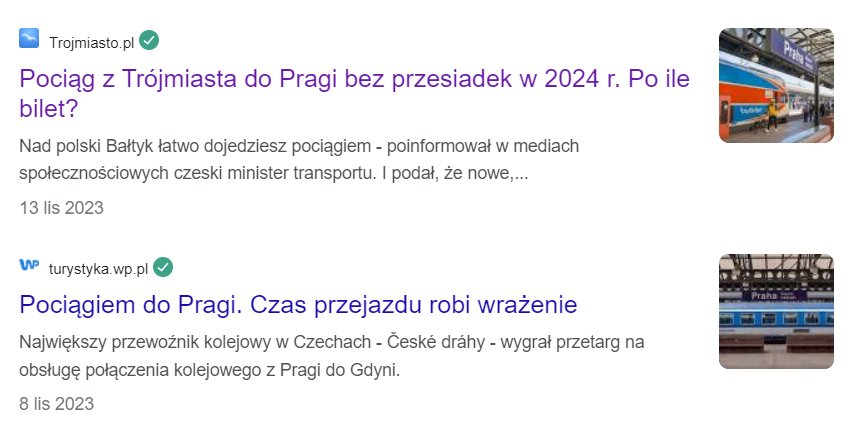 Trojmiasto.pl
Pociąg z Trójmiasta do Pragi bez przesiadek w 2024 r. Po ile
bilet?
Nad polski Bałtyk łatwo dojedziesz pociągiem - poinformował w mediach
społecznościowych czeski minister transportu. I podał, że nowe,...
13 lis 2023
Praha
WP turystyka.wp.pl
Pociągiem do Pragi. Czas przejazdu robi wrażenie
Największy przewoźnik kolejowy w Czechach - České dráhy - wygrał przetarg na
obsługę połączenia kolejowego z Pragi do Gdyni.
8 lis 2023
Praha